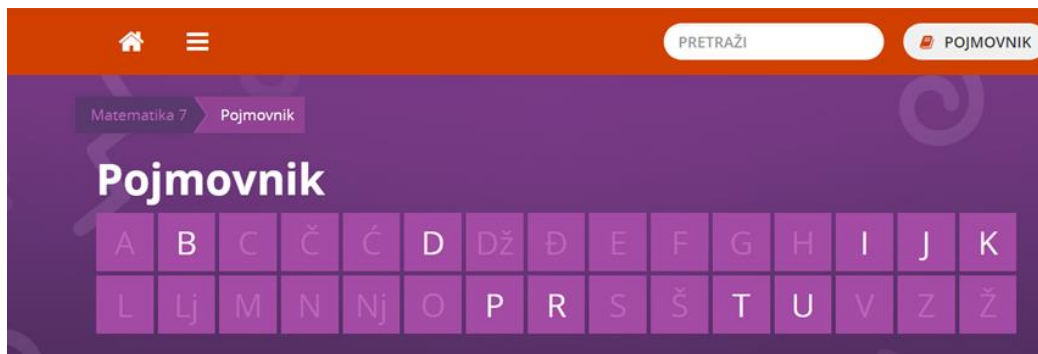 PRETRAŽI POJMOVNIK
Matematika 7 Pojmovnik
Pojmovnik
A B C Č Ć D Dž Đ E F G H I J K
L Lj M N Nj O P R S Š T U V Z Ž